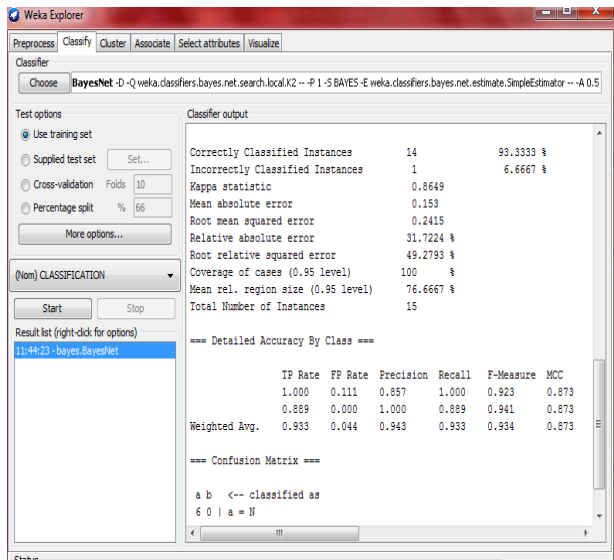 Weka Explorer
Preprocess Classify Cluster Associate Select attributes Visualize
Classifier
Choose BayesNet -D -Q weka.classifiers.bayes.net.search.local.K2 -- -P 1 -S BAYES -E weka.classifiers.bayes.net.estimate.SimpleEstimator -- -A 0.5
Test options
Use training set
Supplied test set Set...
Cross-validation Folds 10
Percentage split % 66
More options...
(Nom) CLASSIFICATION
Start Stop
Result list (right-click for options)
11:44:23 - bayes.BayesNet
Classifier output
Correctly Classified Instances 14 93.3333 %
Incorrectly Classified Instances 1 6.6667 %
Kappa statistic 0.8649
Mean absolute error 0.153
Root mean squared error 0.2415
Relative absolute error 31.7224 %
Root relative squared error 49.2793 %
Coverage of cases (0.95 level) 100 %
Mean rel. region size (0.95 level) 76.6667 %
Total Number of Instances 15
=== Detailed Accuracy By Class ===
TP Rate FP Rate Precision Recall F-Measure MCC
1.000 0.111 0.857 1.000 0.923 0.873
0.889 0.000 1.000 0.889 0.941 0.873
Weighted Avg. 0.933 0.044 0.943 0.933 0.934 0.873
=== Confusion Matrix ===
a b <-- classified as
6 0 | a = N
Status